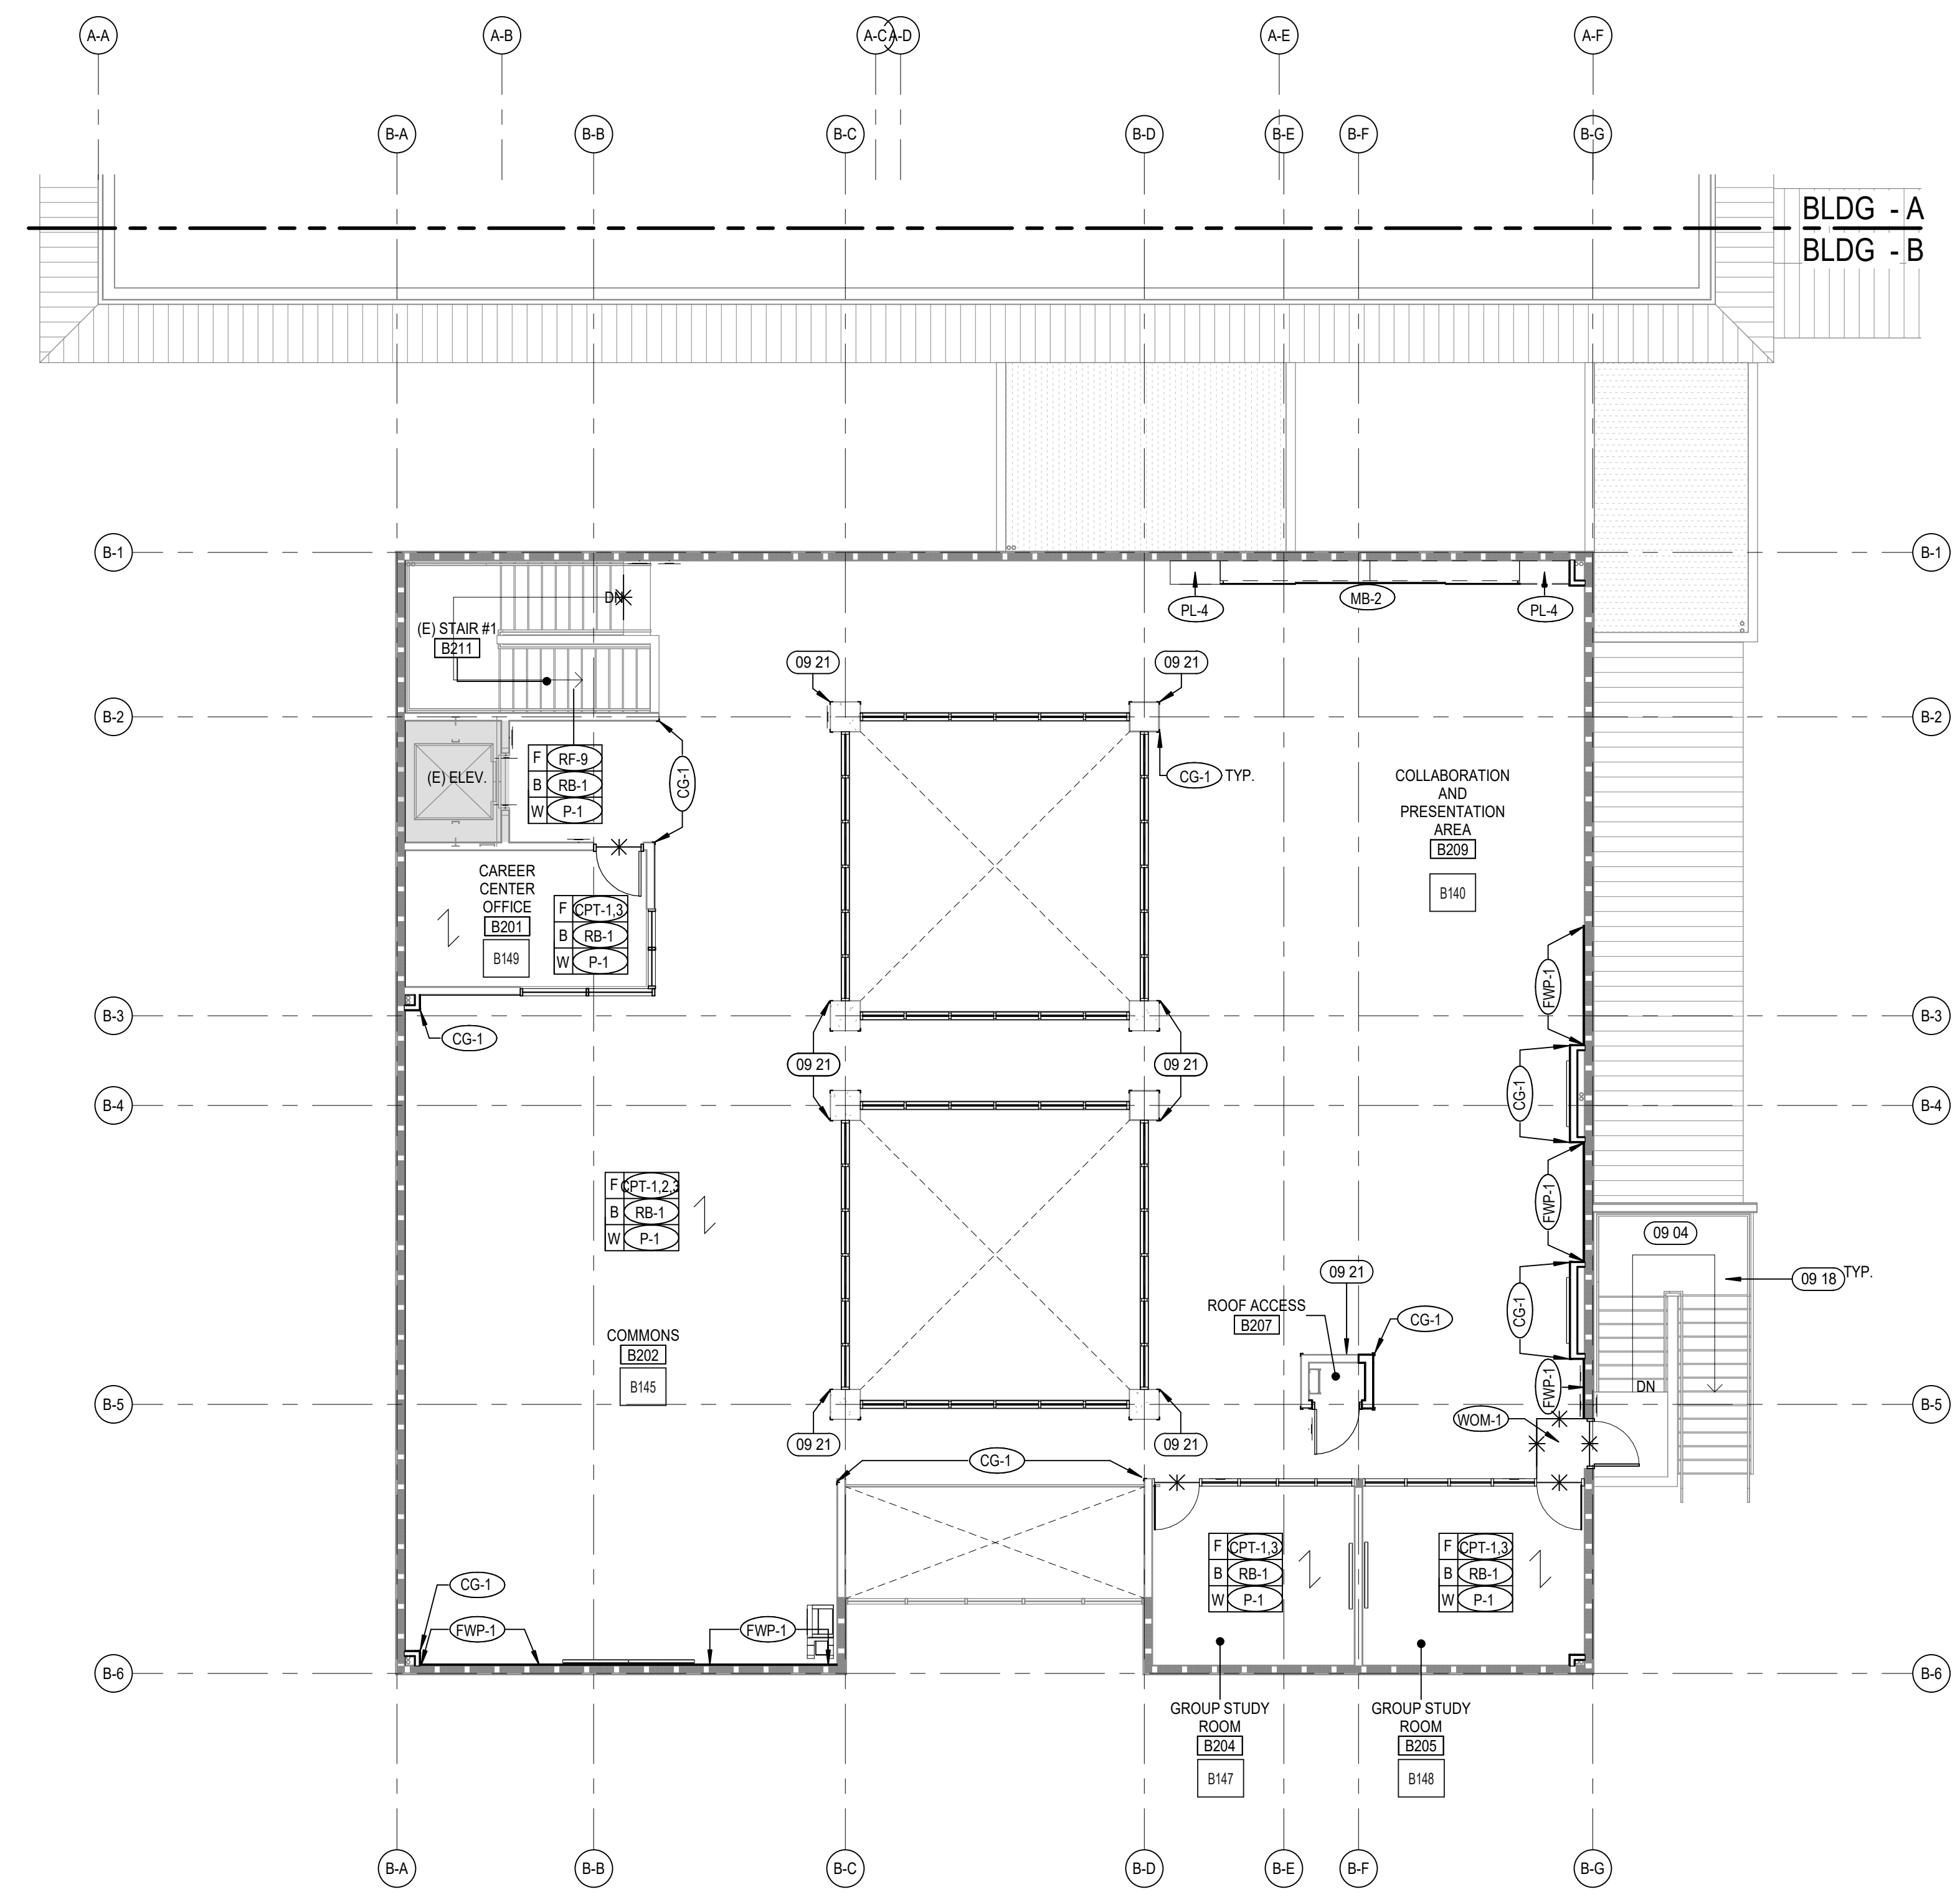 A-A
A-B
A-C
A-D
A-E
A-F
B-A
B-B
B-C
B-D
B-E
B-F
B-G
BLDG - A
BLDG - B
B-1
B-1
DN
(E) STAIR #1
B211
PL-4
MB-2
PL-4
09 21
09 21
B-2
B-2
(E) ELEV.
F RF-9
B RB-1
W P-1
CG-1
CG-1 TYP.
COLLABORATION
AND
PRESENTATION
AREA
B209
B140
CAREER
CENTER
OFFICE
B201
B149
F CPT-1,3
B RB-1
W P-1
FWP-1
B-3
B-3
CG-1
09 21
09 21
CG-1
B-4
B-4
F CPT-1,2,3
B RB-1
W P-1
FWP-1
09 04
09 18 TYP.
09 21
ROOF ACCESS
B207
CG-1
CG-1
COMMONS
B202
B145
FWP-1
DN
B-5
B-5
WOM-1
09 21
09 21
CG-1
F CPT-1,3
B RB-1
W P-1
F CPT-1,3
B RB-1
W P-1
CG-1
FWP-1
FWP-1
B-6
B-6
GROUP STUDY
ROOM
B204
B147
GROUP STUDY
ROOM
B205
B148
B-A
B-B
B-C
B-D
B-E
B-F
B-G